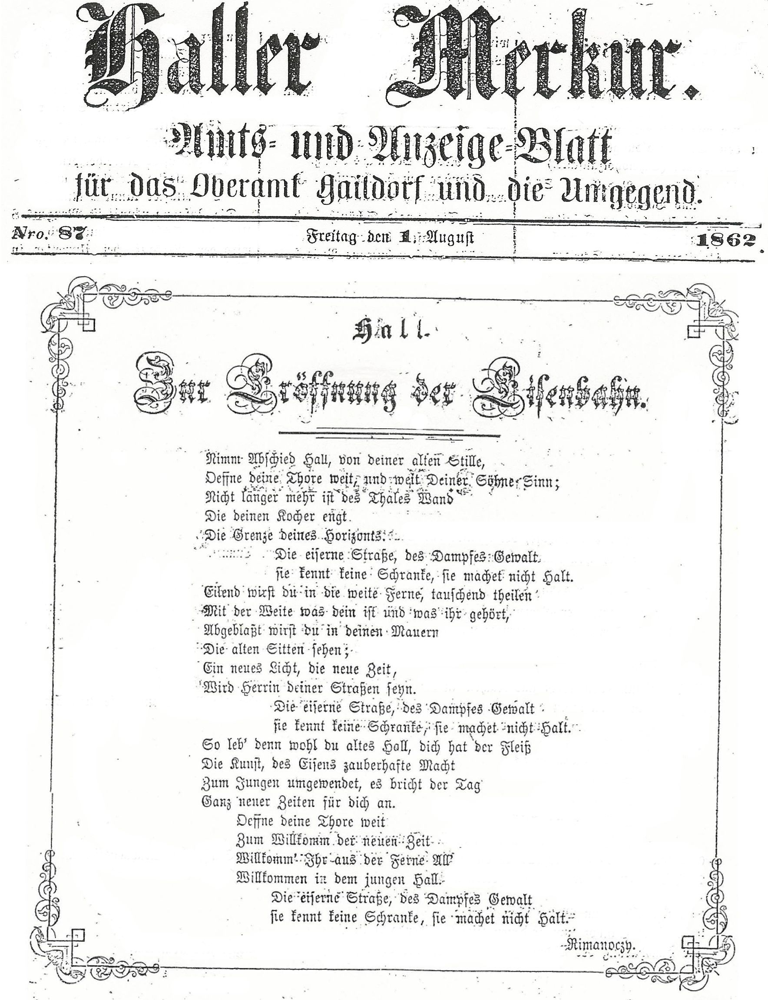 Haller Merkur.
Amts- und Anzeige-Blatt
für das Oberamt Gaildorf und die Umgegend.
Nro. 87 Freitag den 1. August 1862.
Hall.
Zur Eröffnung der Eisenbahn.
Nimm Abschied Hall, von deiner alten Stille,
Oeffne deine Thore weit, und weit Deiner Söhne Sinn;
Nicht länger mehr ist des Thales Wand
Die deinen Kocher engt.
Die Grenze deines Horizonts.
Die eiserne Straße, des Dampfes Gewalt
sie kennt keine Schranke, sie machet nicht Halt.
Eilend wirst du in die weite Ferne, tauschend theilen
Mit der Weite was dein ist und was ihr gehört,
Abgeblaßt wirst du in deinen Mauern
Die alten Sitten sehen;
Ein neues Licht, die neue Zeit,
Wird Herrin deiner Straßen seyn.
Die eiserne Straße, des Dampfes Gewalt
sie kennt keine Schranke, sie machet nicht Halt.
So leb' denn wohl du altes Hall, dich hat der Fleiß
Die Kunst, des Eisens zauberhafte Macht
Zum Jungen umgewendet, es bricht der Tag
Ganz neuer Zeiten für dich an.
Oeffne deine Thore weit
Zum Willkomm der neuen Zeit
Willkomm' Ihr aus der Ferne All'
Willkommen in dem jungen Hall.
Die eiserne Straße, des Dampfes Gewalt
sie kennt keine Schranke, sie machet nicht Halt.
Rimanoczy.